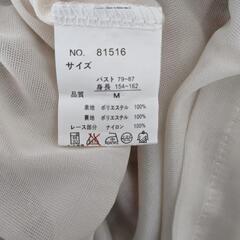 NO. 81516
サイズ
バスト 79-87
身長 154-162
品質 M
表地 ポリエステル 100%
裏地 ポリエステル 100%
レース部分 ナイロン 100%